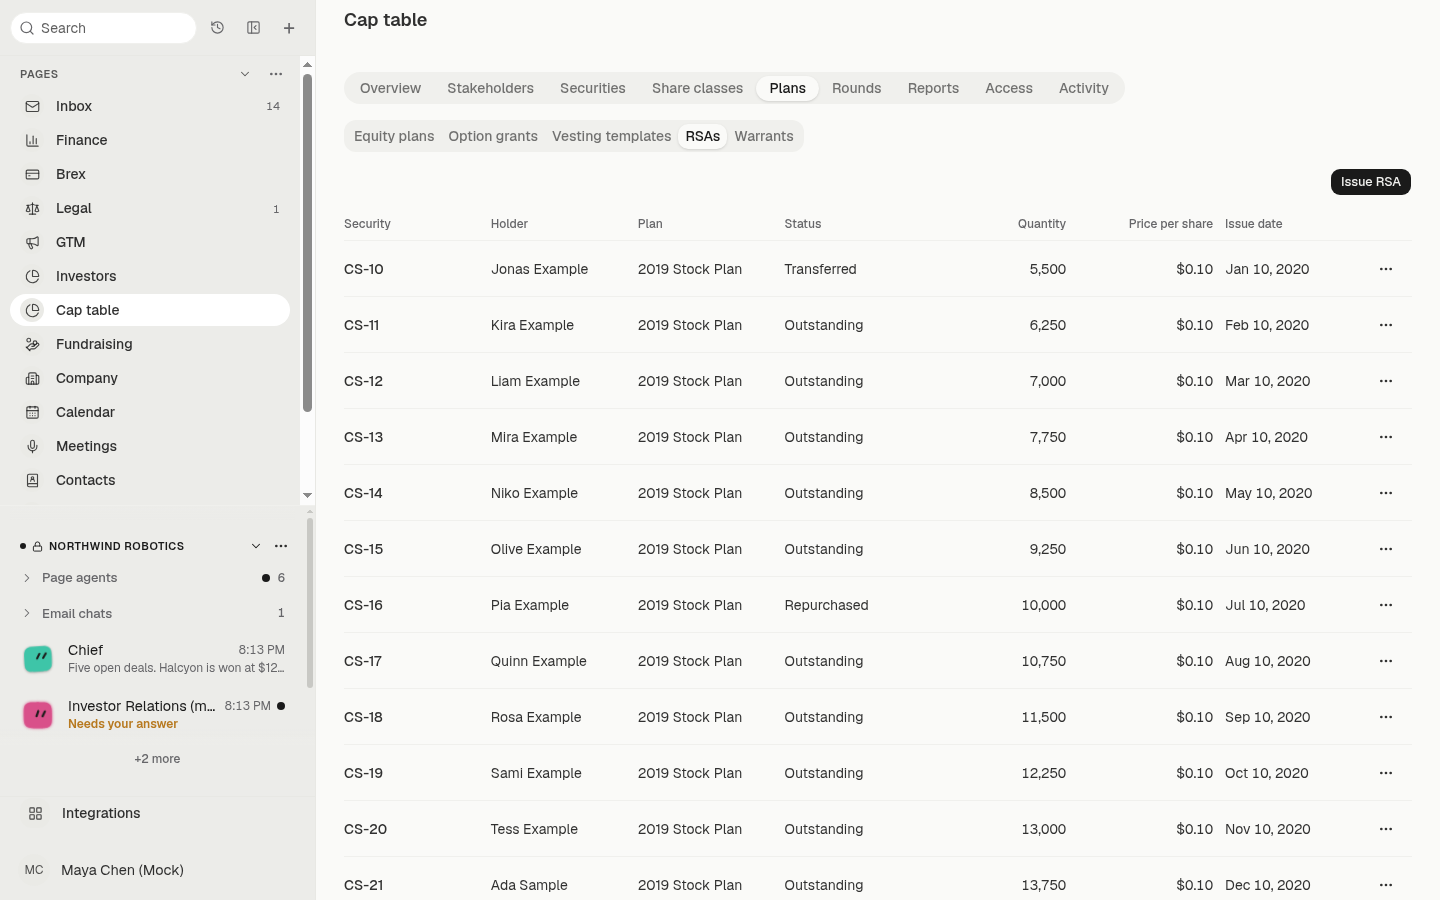 Search
PAGES
Inbox 14
Finance
Brex
Legal 1
GTM
Investors
Cap table
Fundraising
Company
Calendar
Meetings
Contacts
NORTHWIND ROBOTICS
Page agents 6
Email chats 1
Chief 8:13 PM
Five open deals. Halcyon is won at $12…
Investor Relations (m… 8:13 PM
Needs your answer
+2 more
Integrations
MC Maya Chen (Mock)
Cap table
Overview Stakeholders Securities Share classes Plans Rounds Reports Access Activity
Equity plans Option grants Vesting templates RSAs Warrants
Issue RSA
Security Holder Plan Status Quantity Price per share Issue date
CS-10 Jonas Example 2019 Stock Plan Transferred 5,500 $0.10 Jan 10, 2020
CS-11 Kira Example 2019 Stock Plan Outstanding 6,250 $0.10 Feb 10, 2020
CS-12 Liam Example 2019 Stock Plan Outstanding 7,000 $0.10 Mar 10, 2020
CS-13 Mira Example 2019 Stock Plan Outstanding 7,750 $0.10 Apr 10, 2020
CS-14 Niko Example 2019 Stock Plan Outstanding 8,500 $0.10 May 10, 2020
CS-15 Olive Example 2019 Stock Plan Outstanding 9,250 $0.10 Jun 10, 2020
CS-16 Pia Example 2019 Stock Plan Repurchased 10,000 $0.10 Jul 10, 2020
CS-17 Quinn Example 2019 Stock Plan Outstanding 10,750 $0.10 Aug 10, 2020
CS-18 Rosa Example 2019 Stock Plan Outstanding 11,500 $0.10 Sep 10, 2020
CS-19 Sami Example 2019 Stock Plan Outstanding 12,250 $0.10 Oct 10, 2020
CS-20 Tess Example 2019 Stock Plan Outstanding 13,000 $0.10 Nov 10, 2020
CS-21 Ada Sample 2019 Stock Plan Outstanding 13,750 $0.10 Dec 10, 2020